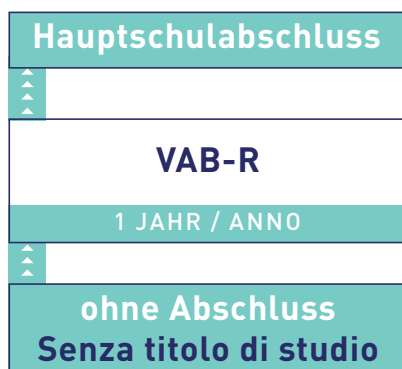 Hauptschulabschluss
VAB-R
1 JAHR / ANNO
ohne Abschluss
Senza titolo di studio